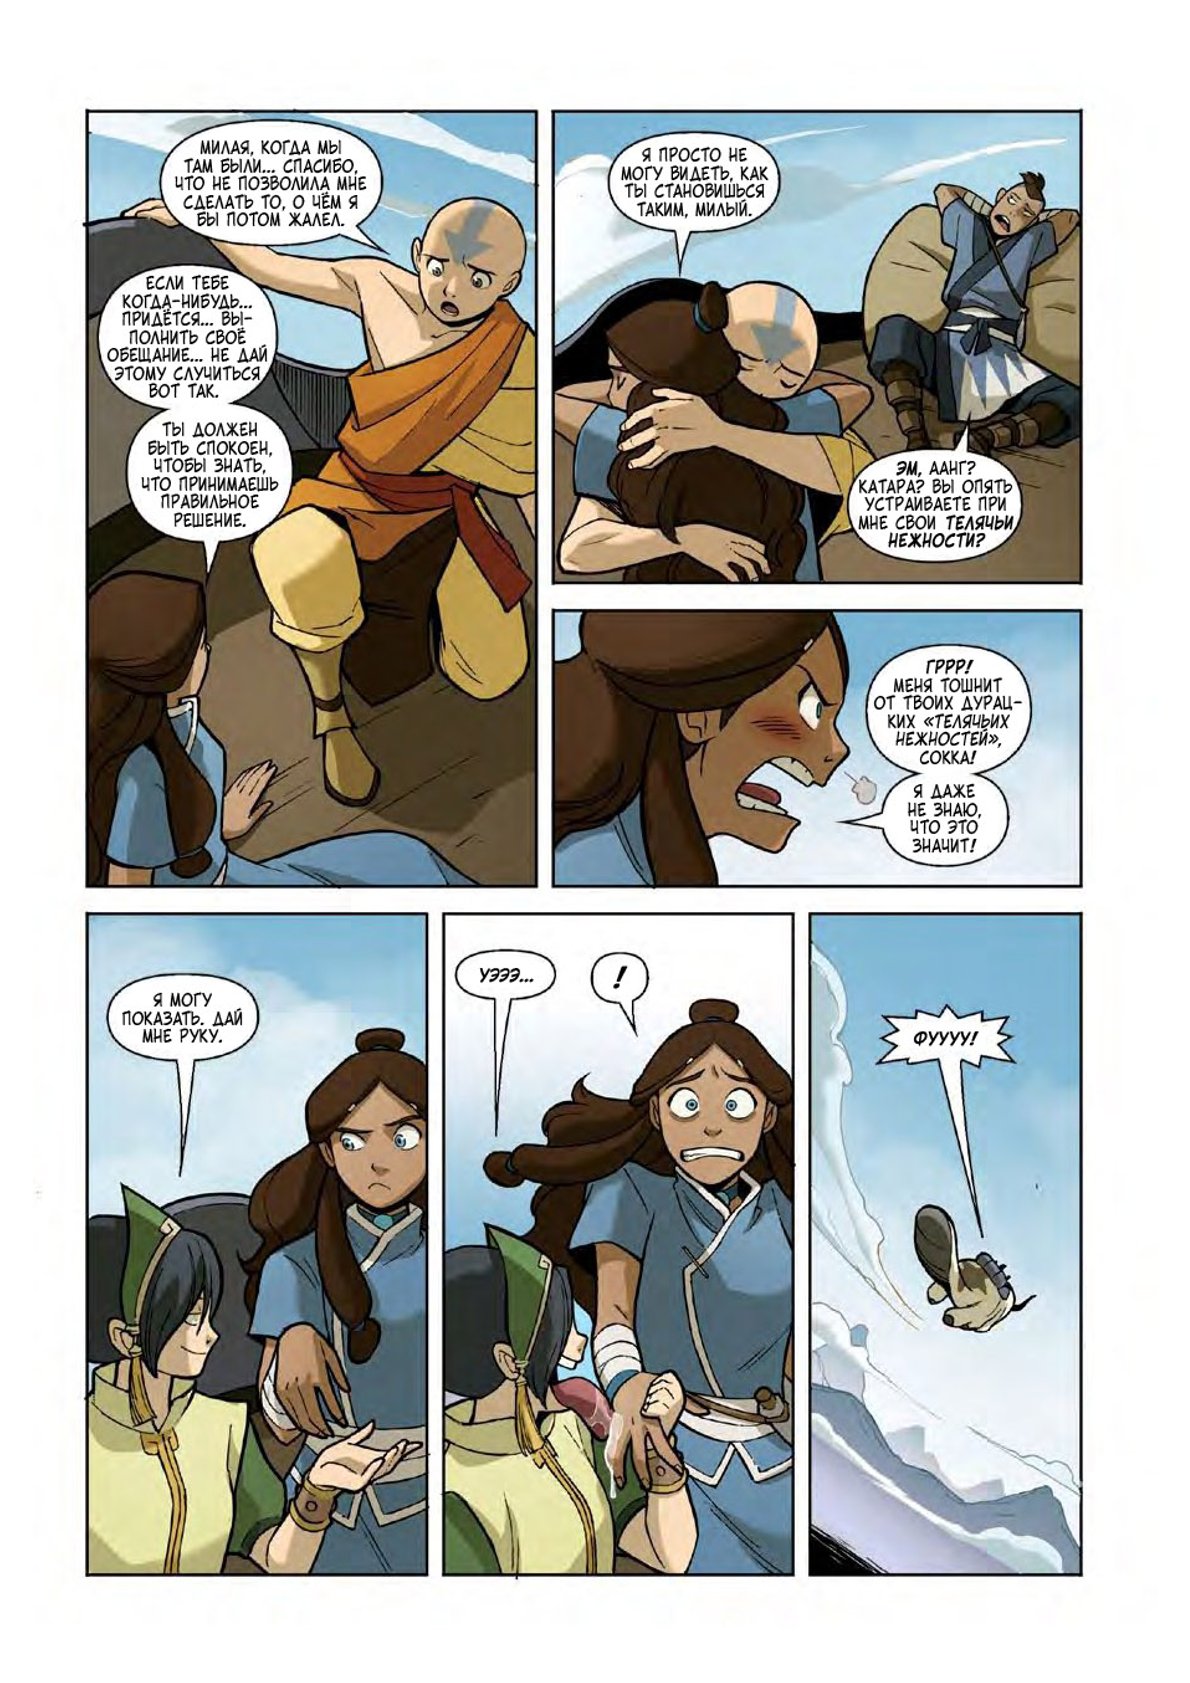 МИЛАЯ, КОГДА МЫ
ТАМ БЫЛИ... СПАСИБО,
ЧТО НЕ ПОЗВОЛИЛА МНЕ
СДЕЛАТЬ ТО, О ЧЁМ Я
БЫ ПОТОМ ЖАЛЕЛ.
ЕСЛИ ТЕБЕ
КОГДА-НИБУДЬ...
ПРИДЁТСЯ... ВЫ-
ПОЛНИТЬ СВОЁ
ОБЕЩАНИЕ... НЕ ДАЙ
ЭТОМУ СЛУЧИТЬСЯ
ВОТ ТАК.
ТЫ ДОЛЖЕН
БЫТЬ СПОКОЕН,
ЧТОБЫ ЗНАТЬ,
ЧТО ПРИНИМАЕШЬ
ПРАВИЛЬНОЕ
РЕШЕНИЕ.
Я ПРОСТО НЕ
МОГУ ВИДЕТЬ, КАК
ТЫ СТАНОВИШЬСЯ
ТАКИМ, МИЛЫЙ.
ЭМ, ААНГ?
КАТАРА? ВЫ ОПЯТЬ
УСТРАИВАЕТЕ ПРИ
МНЕ СВОИ ТЕЛЯЧЬИ
НЕЖНОСТИ?
ГРРР!
МЕНЯ ТОШНИТ
ОТ ТВОИХ ДУРАЦ-
КИХ «ТЕЛЯЧЬИХ
НЕЖНОСТЕЙ»,
СОККА!
Я ДАЖЕ
НЕ ЗНАЮ,
ЧТО ЭТО
ЗНАЧИТ!
Я МОГУ
ПОКАЗАТЬ. ДАЙ
МНЕ РУКУ.
УЭЭЭ...
!
ФУУУУ!